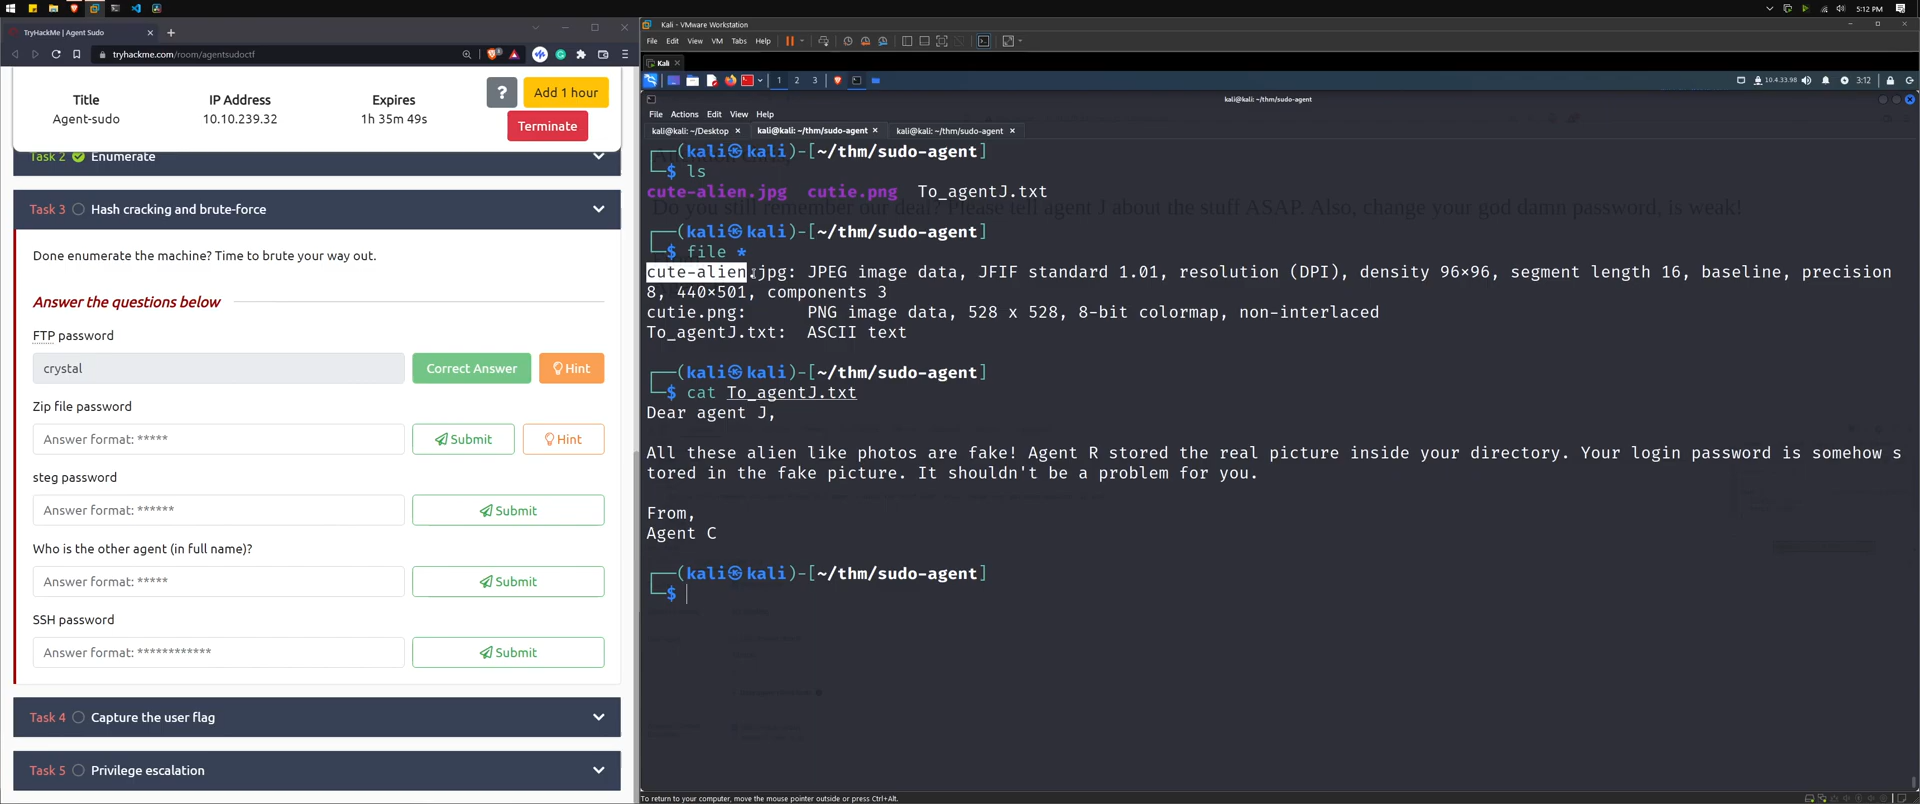 5:12 PM
TryHackMe | Agent Sudo
tryhackme.com/room/agentsudoctf
Title
IP Address
Expires
?
Add 1 hour
Agent-sudo
10.10.239.32
1h 35m 49s
Terminate
Task 2
Enumerate
Task 3
Hash cracking and brute-force
Done enumerate the machine? Time to brute your way out.
Answer the questions below
FTP password
crystal
Correct Answer
Hint
Zip file password
Answer format: *****
Submit
Hint
steg password
Answer format: ******
Submit
Who is the other agent (in full name)?
Answer format: *****
Submit
SSH password
Answer format: ************
Submit
Task 4
Capture the user flag
Task 5
Privilege escalation
Kali - VMware Workstation
File Edit View VM Tabs Help
Kali
1 2 3
10.4.33.98
3:12
kali@kali: ~/thm/sudo-agent
File Actions Edit View Help
kali@kali: ~/Desktop
kali@kali: ~/thm/sudo-agent
kali@kali: ~/thm/sudo-agent
(kali㉿kali)-[~/thm/sudo-agent]
$ ls
cute-alien.jpg cutie.png To_agentJ.txt
Do you still remember our deal? Please tell agent J about the stuff ASAP. Also, change your god damn password, is weak!
(kali㉿kali)-[~/thm/sudo-agent]
$ file *
cute-alien.jpg: JPEG image data, JFIF standard 1.01, resolution (DPI), density 96×96, segment length 16, baseline, precision
8, 440×501, components 3
cutie.png: PNG image data, 528 x 528, 8-bit colormap, non-interlaced
To_agentJ.txt: ASCII text
(kali㉿kali)-[~/thm/sudo-agent]
$ cat To_agentJ.txt
Dear agent J,
All these alien like photos are fake! Agent R stored the real picture inside your directory. Your login password is somehow s
tored in the fake picture. It shouldn't be a problem for you.
From,
Agent C
(kali㉿kali)-[~/thm/sudo-agent]
$
To return to your computer, move the mouse pointer outside or press Ctrl+Alt.